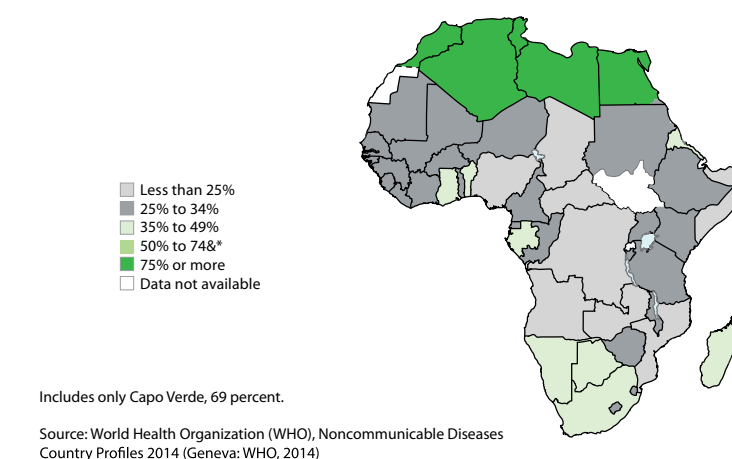 Less than 25%
25% to 34%
35% to 49%
50% to 74&*
75% or more
Data not available
Includes only Capo Verde, 69 percent.
Source: World Health Organization (WHO), Noncommunicable Diseases
Country Profiles 2014 (Geneva: WHO, 2014)